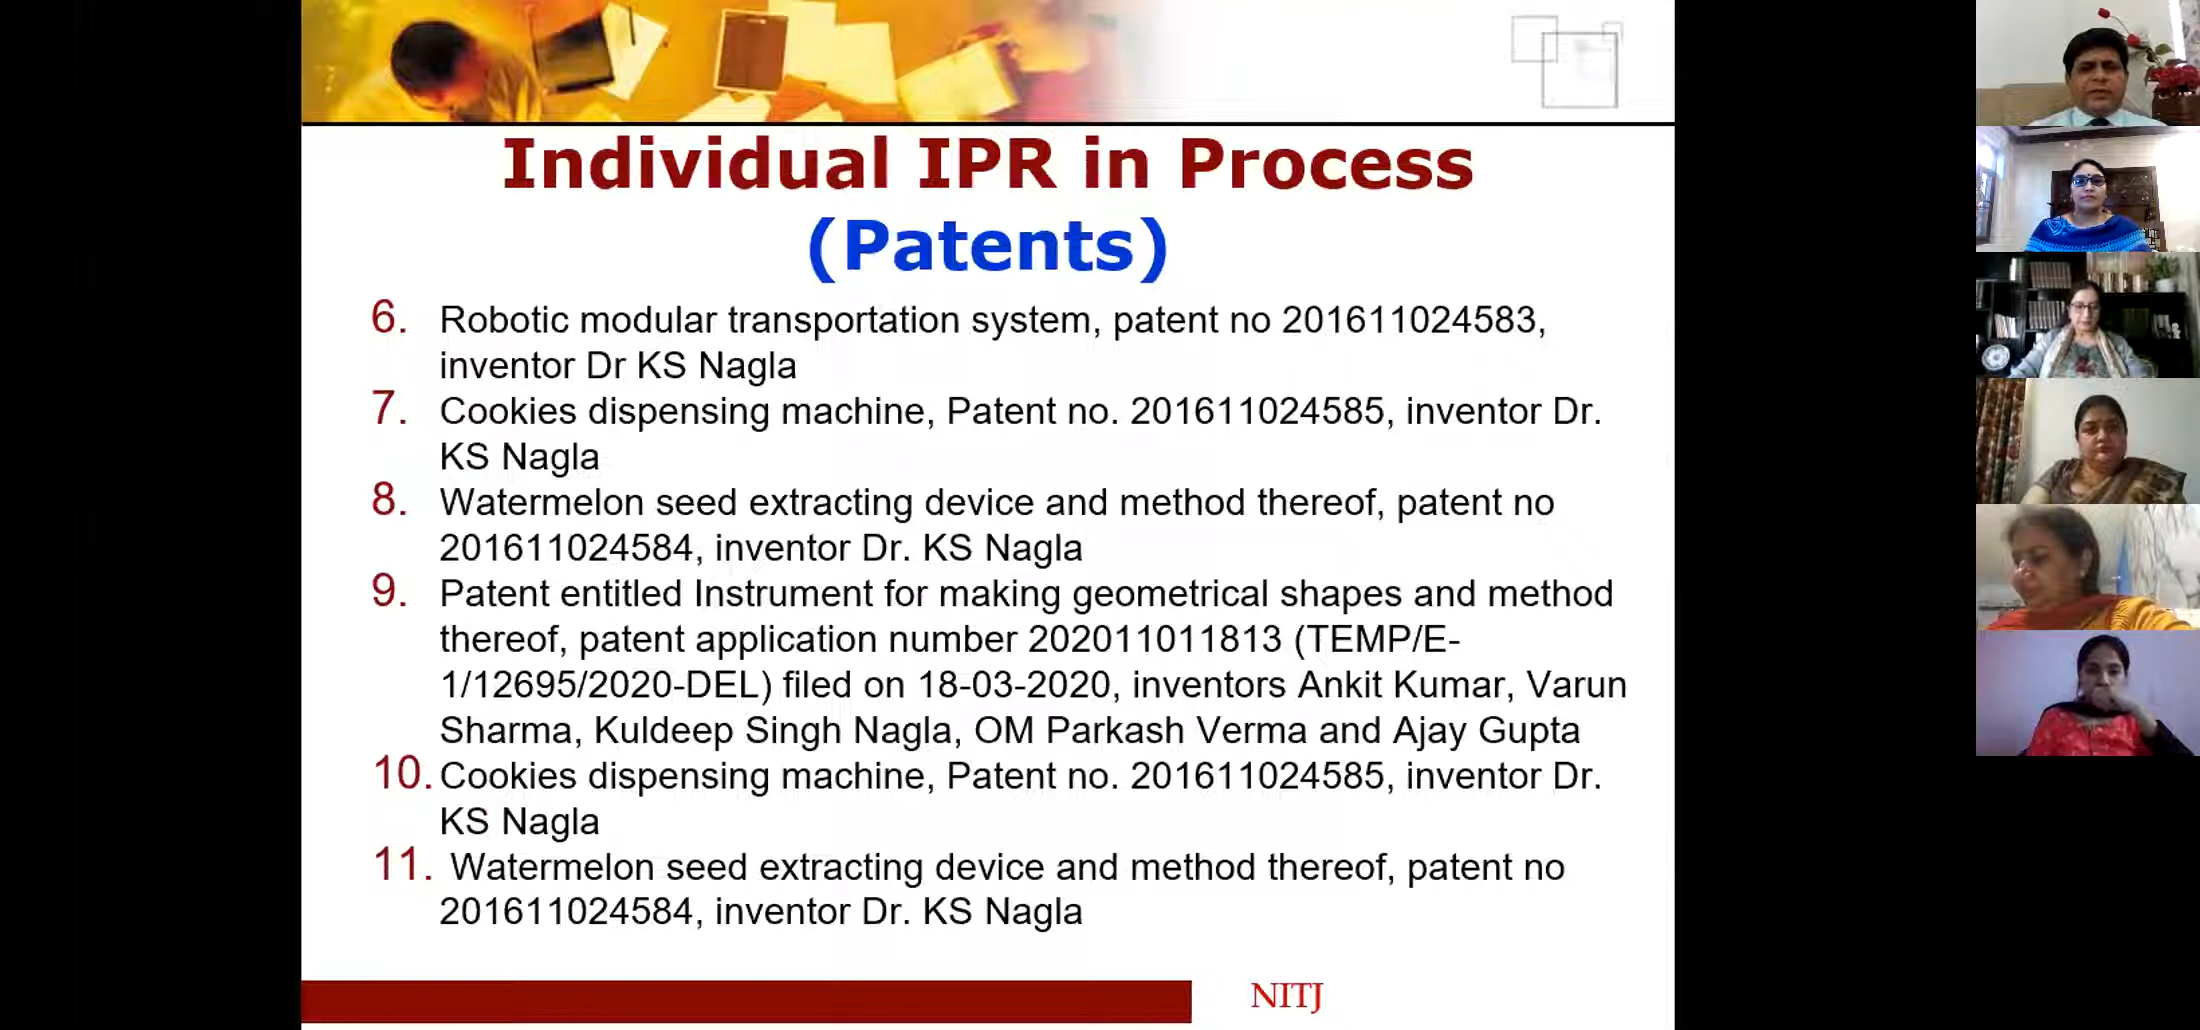 Individual IPR in Process
(Patents)
6. Robotic modular transportation system, patent no 201611024583,
inventor Dr KS Nagla
7. Cookies dispensing machine, Patent no. 201611024585, inventor Dr.
KS Nagla
8. Watermelon seed extracting device and method thereof, patent no
201611024584, inventor Dr. KS Nagla
9. Patent entitled Instrument for making geometrical shapes and method
thereof, patent application number 202011011813 (TEMP/E-
1/12695/2020-DEL) filed on 18-03-2020, inventors Ankit Kumar, Varun
Sharma, Kuldeep Singh Nagla, OM Parkash Verma and Ajay Gupta
10. Cookies dispensing machine, Patent no. 201611024585, inventor Dr.
KS Nagla
11. Watermelon seed extracting device and method thereof, patent no
201611024584, inventor Dr. KS Nagla
NITJ